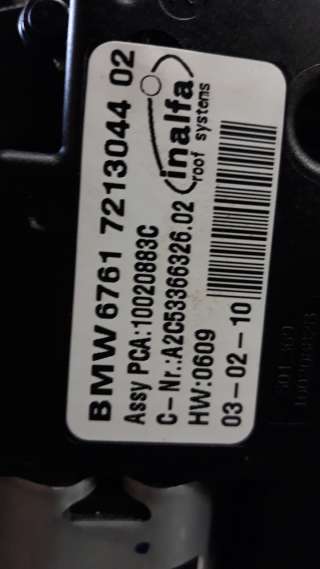 BMW 6761 7213044 02
Assy PCA:10020883C
C-Nr.:A2C53366326.02
HW:0609
03-02-10
inalfa
roof systems